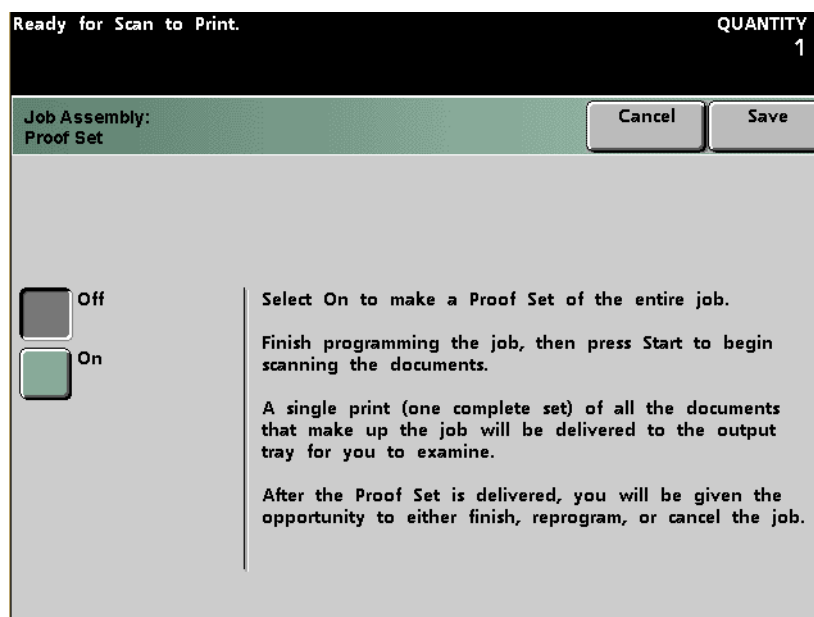 Ready for Scan to Print.
QUANTITY
1
Job Assembly:
Proof Set
Cancel
Save
Off
On
Select On to make a Proof Set of the entire job.
Finish programming the job, then press Start to begin
scanning the documents.
A single print (one complete set) of all the documents
that make up the job will be delivered to the output
tray for you to examine.
After the Proof Set is delivered, you will be given the
opportunity to either finish, reprogram, or cancel the job.